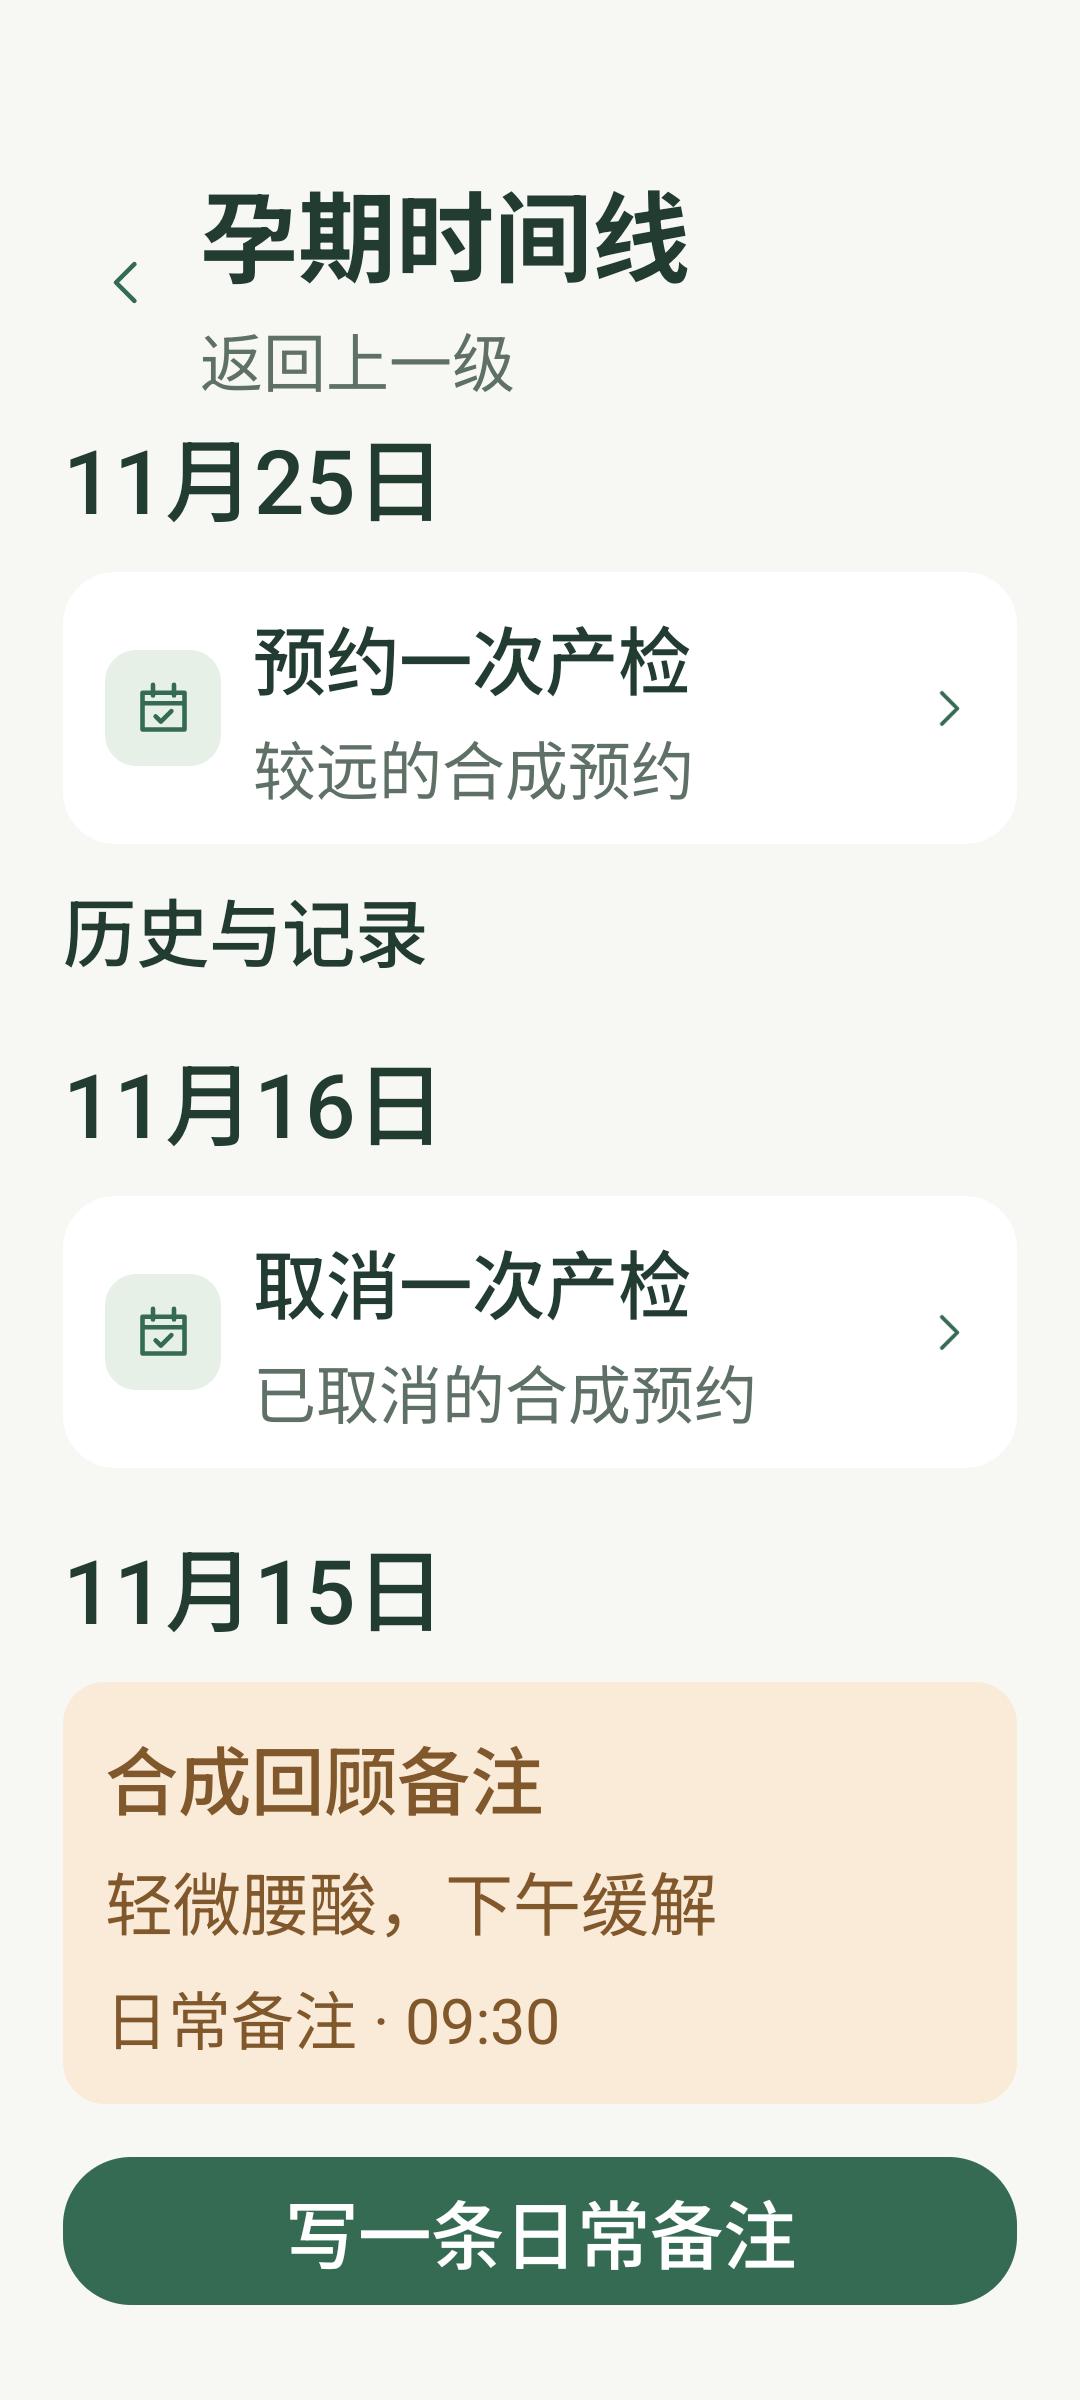 孕期时间线
返回上一级
11月25日
预约一次产检
较远的合成预约
历史与记录
11月16日
取消一次产检
已取消的合成预约
11月15日
合成回顾备注
轻微腰酸，下午缓解
日常备注 · 09:30
写一条日常备注